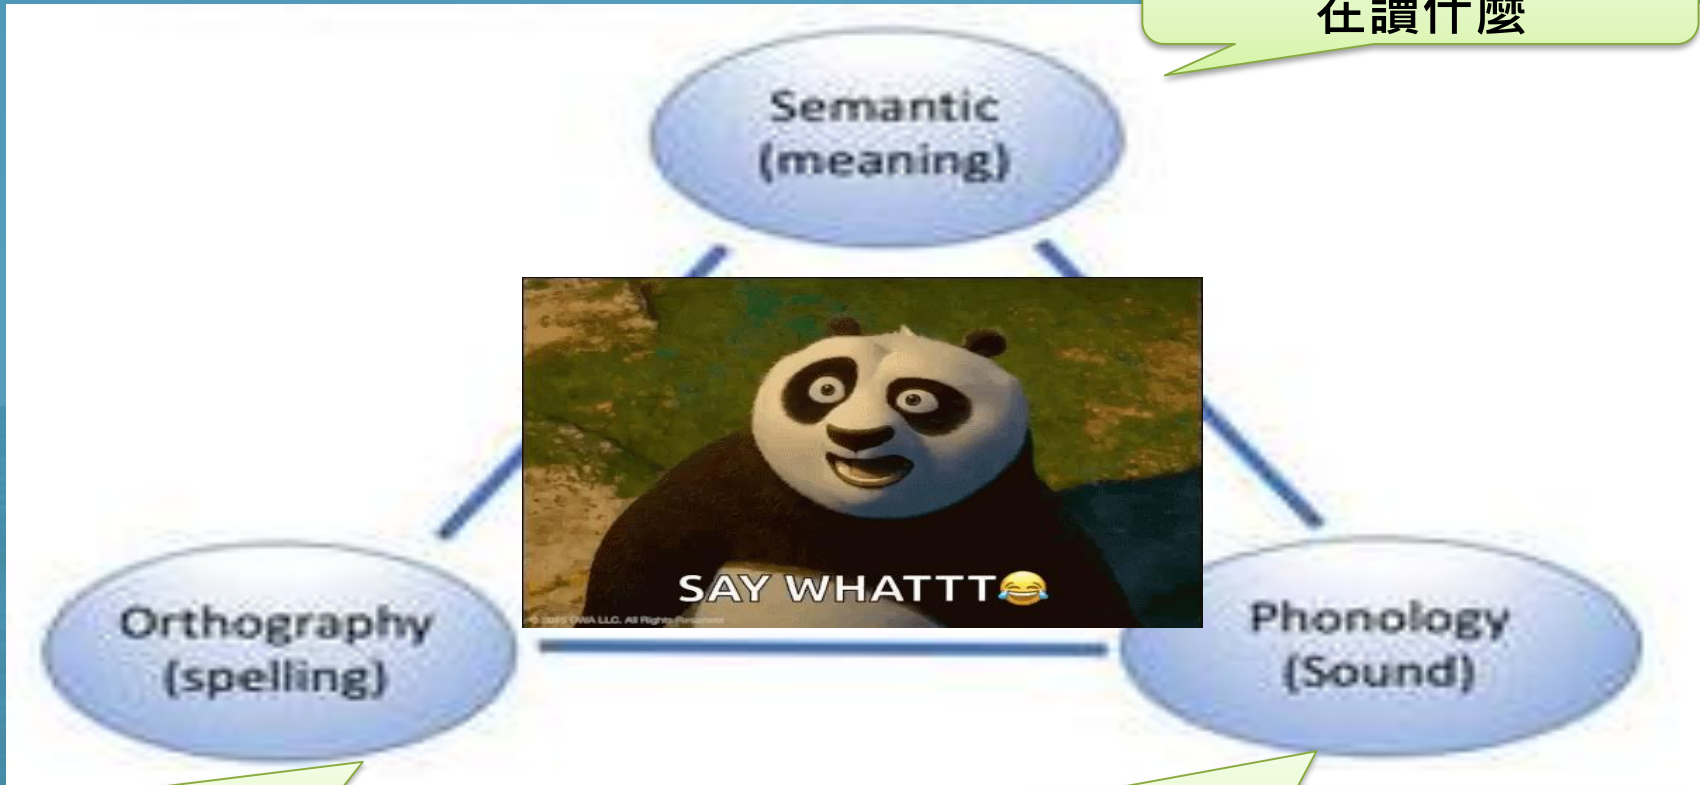 在讀什麼
Semantic
(meaning)
SAY WHATTT😂
Orthography
(spelling)
Phonology
(Sound)